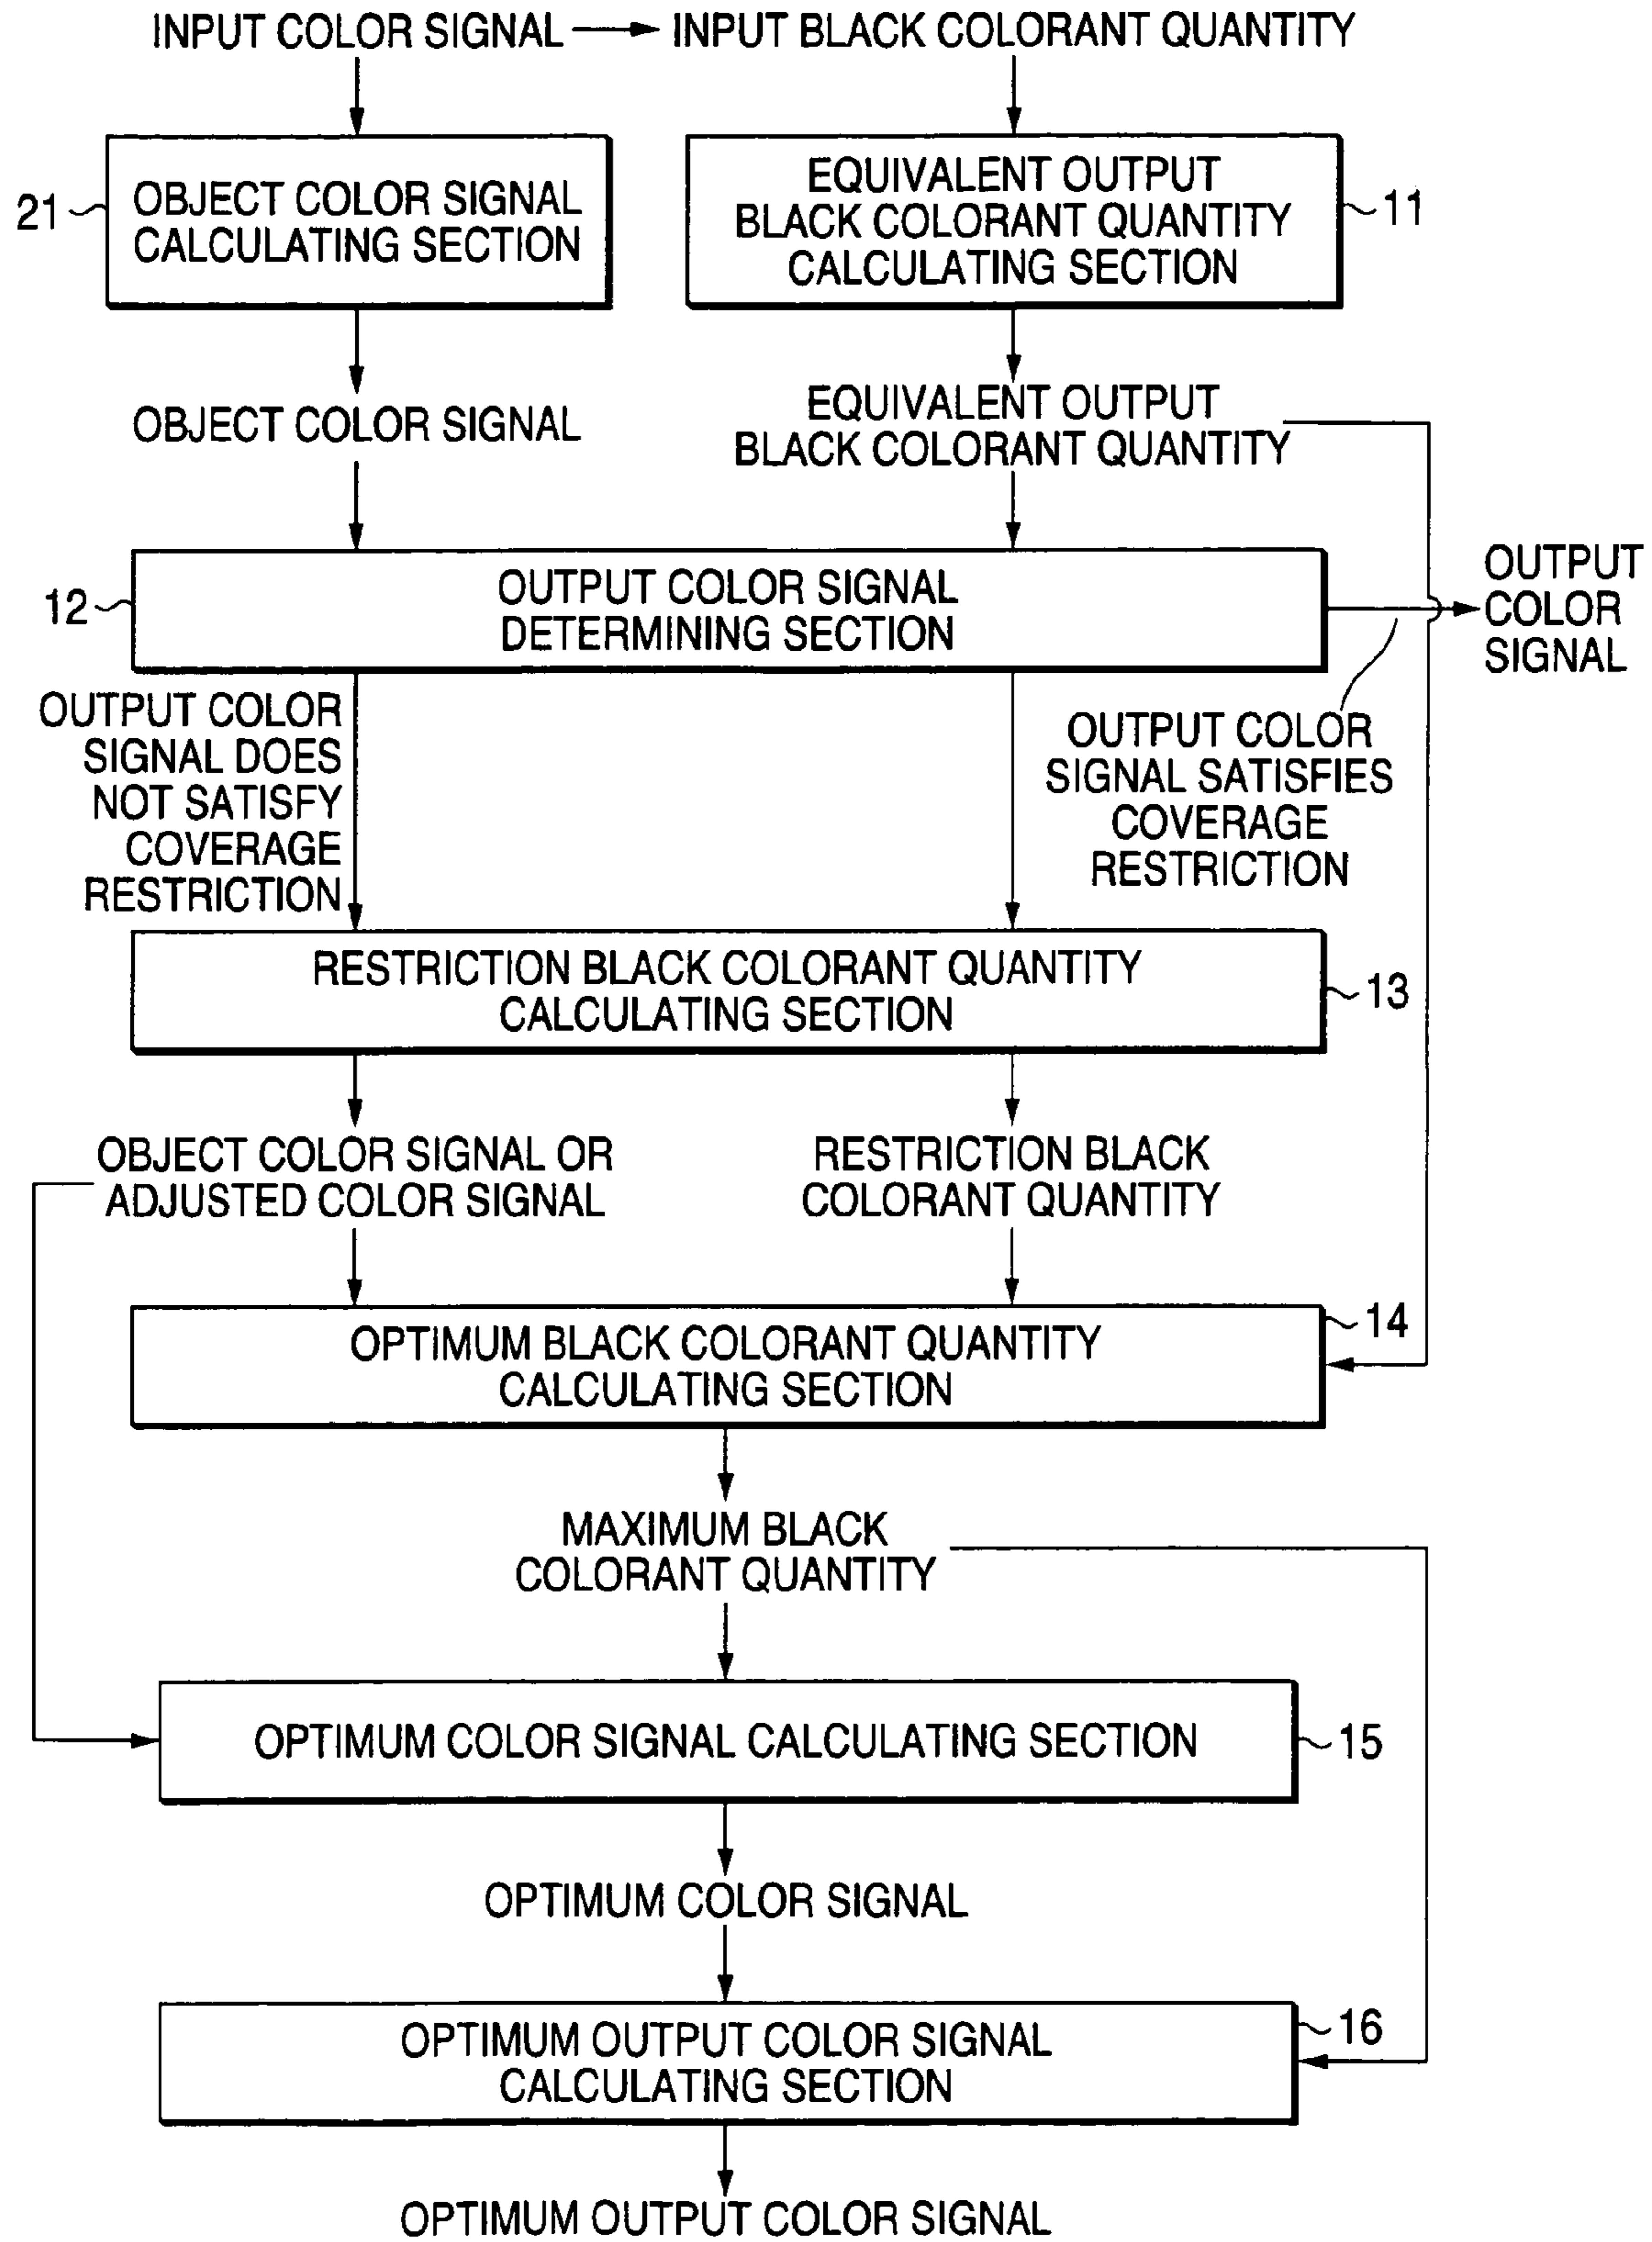 INPUT COLOR SIGNAL
INPUT BLACK COLORANT QUANTITY
21
OBJECT COLOR SIGNAL
CALCULATING SECTION
EQUIVALENT OUTPUT
BLACK COLORANT QUANTITY
CALCULATING SECTION
11
OBJECT COLOR SIGNAL
EQUIVALENT OUTPUT
BLACK COLORANT QUANTITY
12
OUTPUT COLOR SIGNAL
DETERMINING SECTION
OUTPUT
COLOR
SIGNAL
OUTPUT COLOR
SIGNAL DOES
NOT SATISFY
COVERAGE
RESTRICTION
OUTPUT COLOR
SIGNAL SATISFIES
COVERAGE
RESTRICTION
RESTRICTION BLACK COLORANT QUANTITY
CALCULATING SECTION
13
OBJECT COLOR SIGNAL OR
ADJUSTED COLOR SIGNAL
RESTRICTION BLACK
COLORANT QUANTITY
OPTIMUM BLACK COLORANT QUANTITY
CALCULATING SECTION
14
MAXIMUM BLACK
COLORANT QUANTITY
OPTIMUM COLOR SIGNAL CALCULATING SECTION
15
OPTIMUM COLOR SIGNAL
OPTIMUM OUTPUT COLOR SIGNAL
CALCULATING SECTION
16
OPTIMUM OUTPUT COLOR SIGNAL